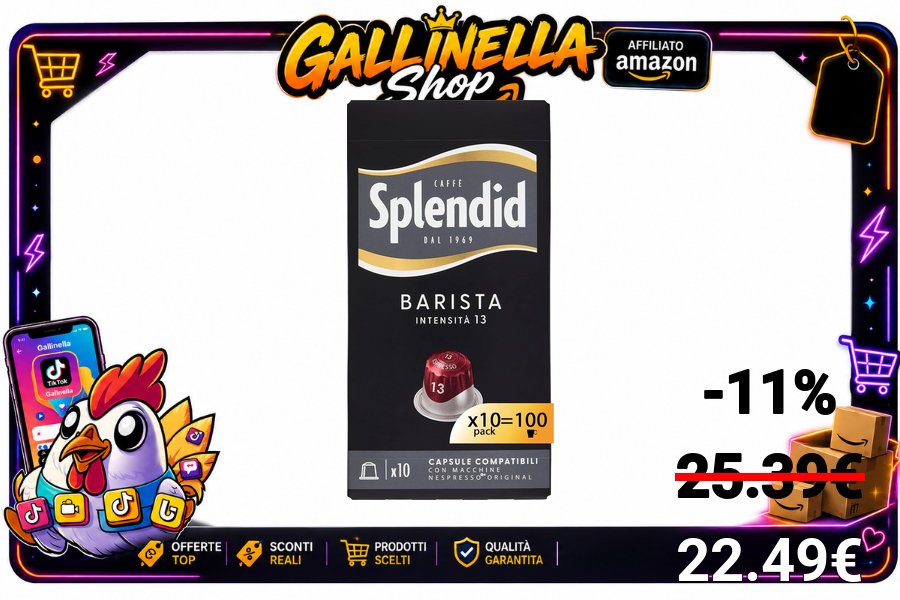 GALLINELLA
Shop
AFFILIATO
amazon
CAFFÈ
Splendid
DAL 1969
BARISTA
INTENSITÀ 13
13
ESPRESSO
13
x10=100
pack
x10
CAPSULE COMPATIBILI
CON MACCHINE
NESPRESSO ORIGINAL
Gallinella
TikTok
Gallinella
-11%
25.39€
22.49€
OFFERTE
TOP
SCONTI
REALI
PRODOTTI
SCELTI
QUALITÀ
GARANTITA